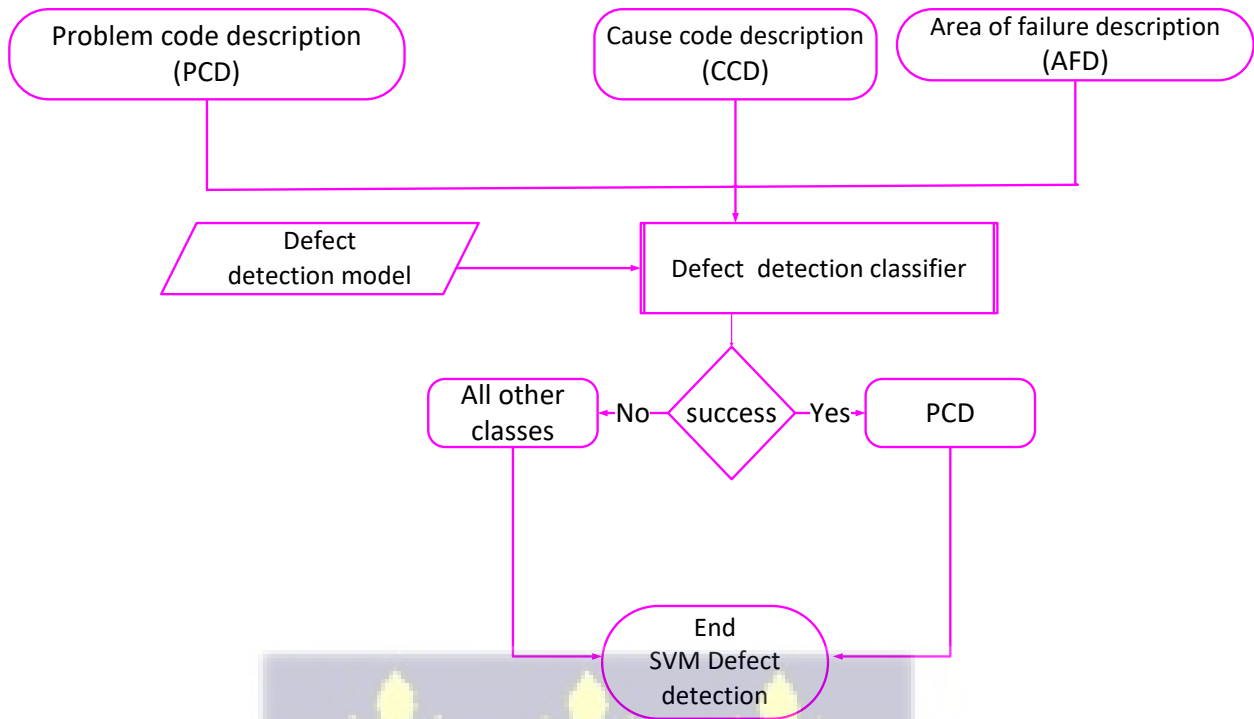 Problem code description
(PCD)
Cause code description
(CCD)
Area of failure description
(AFD)
Defect
detection model
Defect detection classifier
All other
classes
No
success
Yes
PCD
End
SVM Defect
detection